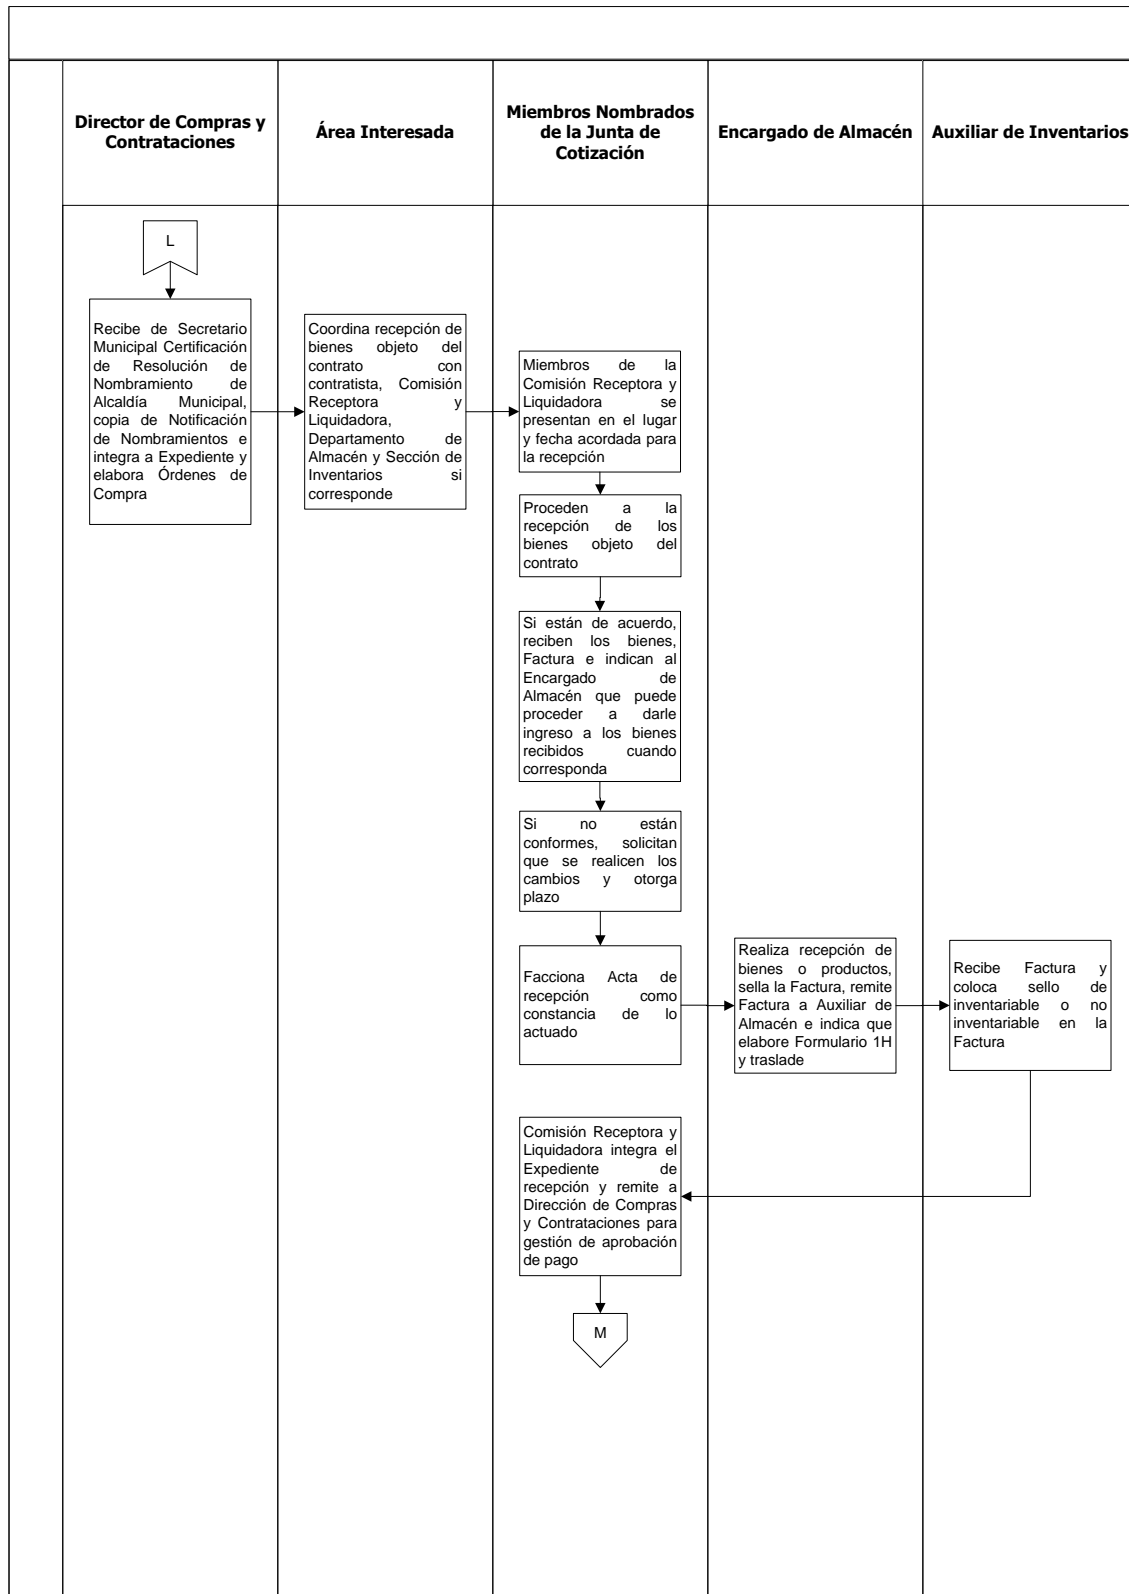 Director de Compras y
Contrataciones
Área Interesada
Miembros Nombrados
de la Junta de
Cotización
Encargado de Almacén
Auxiliar de Inventarios
L
Recibe de Secretario
Municipal Certificación
de Resolución de
Nombramiento de
Alcaldía Municipal,
copia de Notificación
de Nombramientos e
integra a Expediente y
elabora Órdenes de
Compra
Coordina recepción de
bienes objeto del
contrato con
contratista, Comisión
Receptora y
Liquidadora,
Departamento de
Almacén y Sección de
Inventarios si
corresponde
Miembros de la
Comisión Receptora y
Liquidadora se
presentan en el lugar
y fecha acordada para
la recepción
Proceden a la
recepción de los
bienes objeto del
contrato
Si están de acuerdo,
reciben los bienes,
Factura e indican al
Encargado de
Almacén que puede
proceder a darle
ingreso a los bienes
recibidos cuando
corresponda
Si no están
conformes, solicitan
que se realicen los
cambios y otorga
plazo
Facciona Acta de
recepción como
constancia de lo
actuado
Realiza recepción de
bienes o productos,
sella la Factura, remite
Factura a Auxiliar de
Almacén e indica que
elabore Formulario 1H
y traslade
Recibe Factura y
coloca sello de
inventariable o no
inventariable en la
Factura
Comisión Receptora y
Liquidadora integra el
Expediente de
recepción y remite a
Dirección de Compras
y Contrataciones para
gestión de aprobación
de pago
M